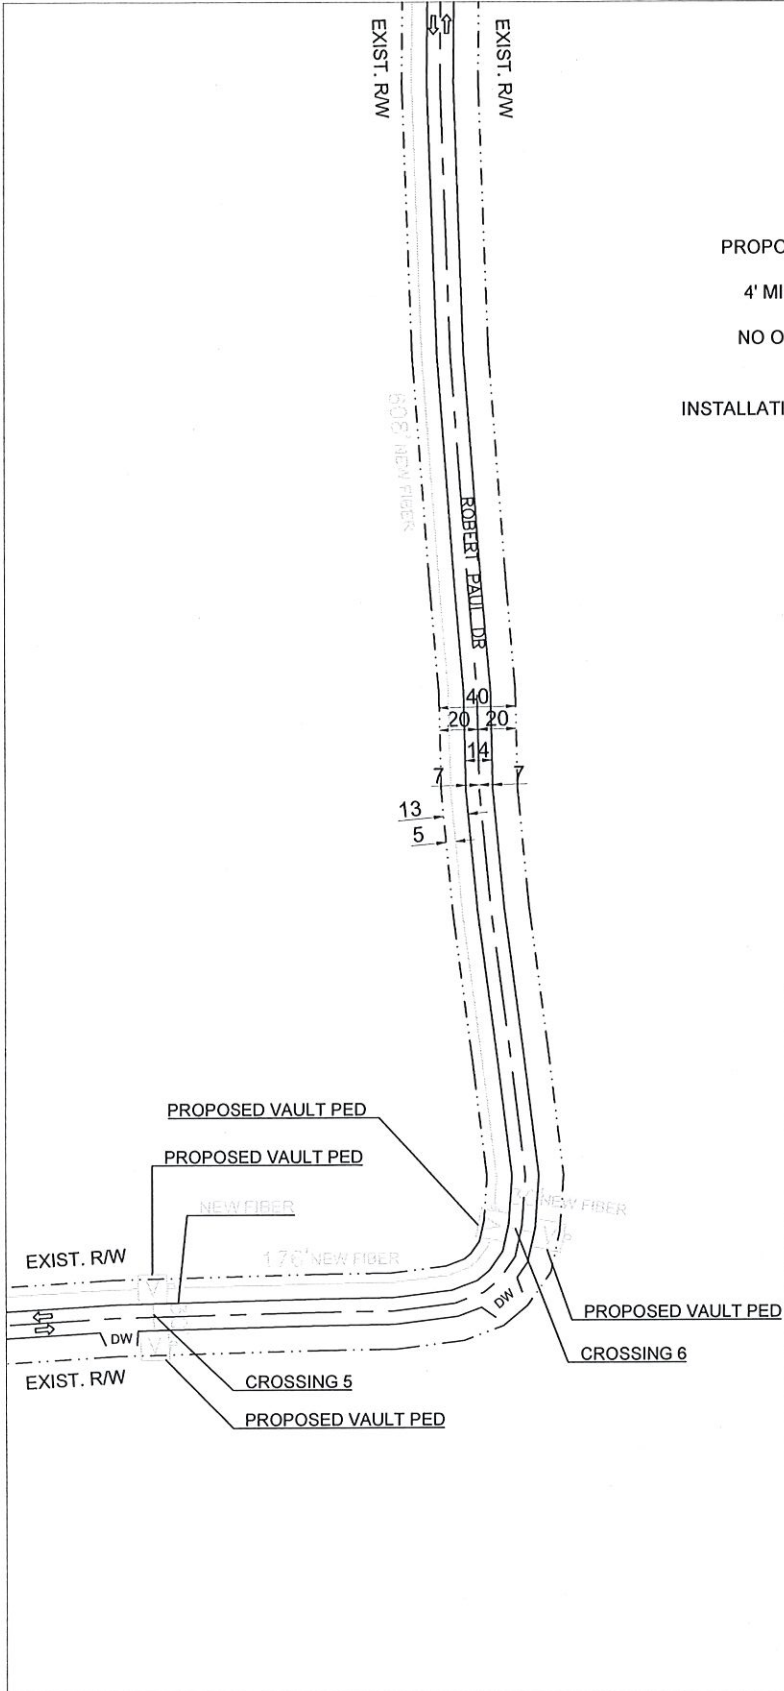 EXIST. R/W
EXIST. R/W
PROPO
4' MI
NO O
INSTALLATI
608' NEW FIBER
ROBERT PAUL DR
40
20 20
14
7 7
13
5
PROPOSED VAULT PED
PROPOSED VAULT PED
NEW FIBER
NEW FIBER
EXIST. R/W
176' NEW FIBER
PROPOSED VAULT PED
DW
DW
CROSSING 6
EXIST. R/W
CROSSING 5
PROPOSED VAULT PED